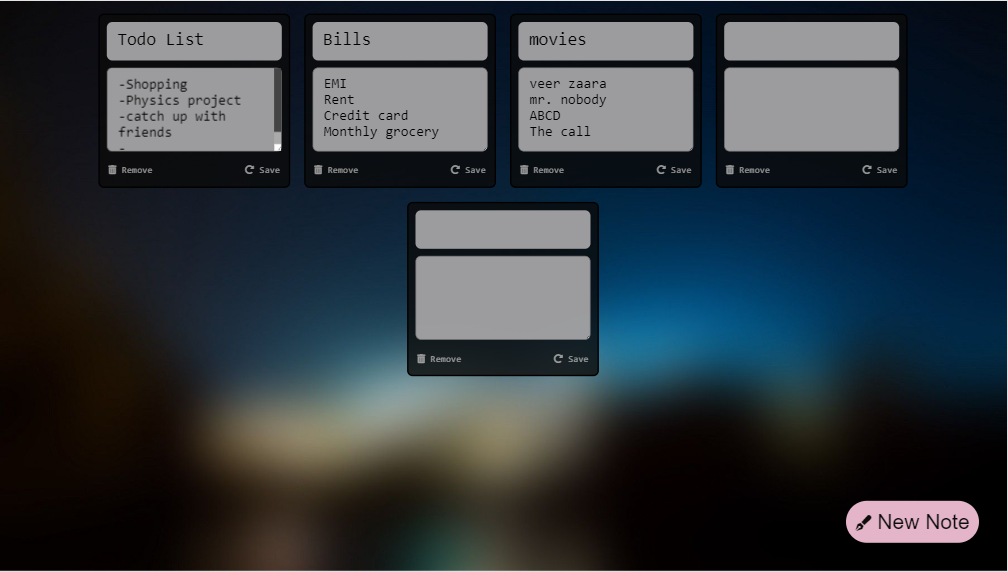 Todo List
-Shopping
-Physics project
-catch up with
friends
-
Remove Save
Bills
EMI
Rent
Credit card
Monthly grocery
Remove Save
movies
veer zaara
mr. nobody
ABCD
The call
Remove Save
Remove Save
Remove Save
New Note